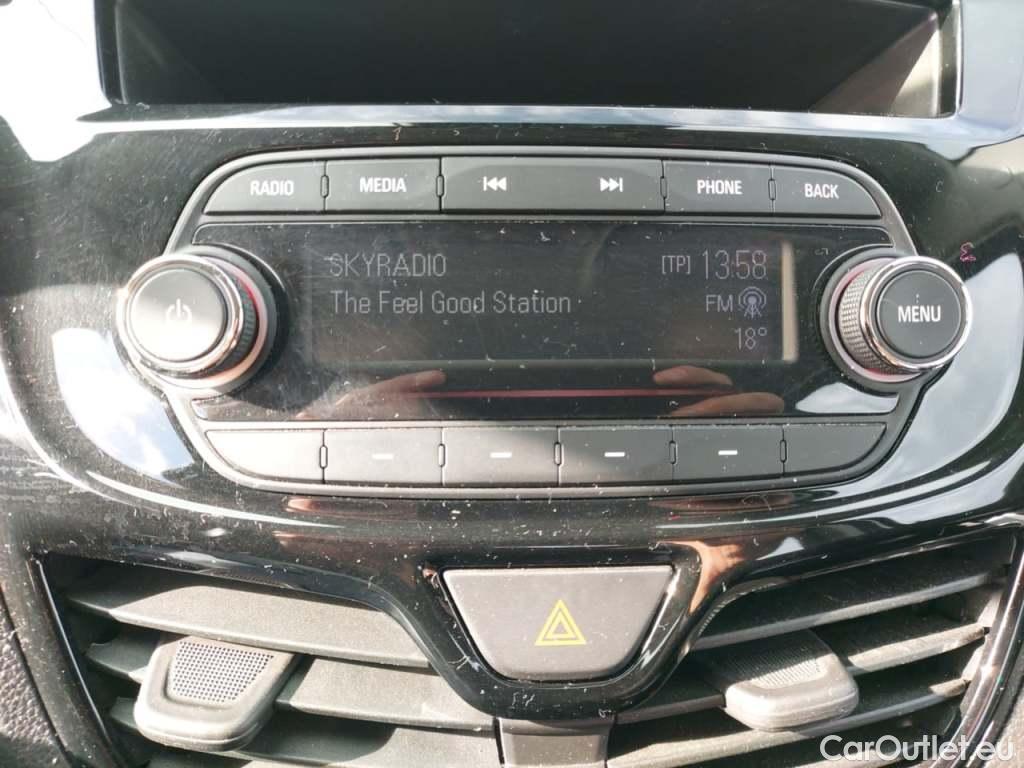 RADIO MEDIA PHONE BACK
SKYRADIO [TP] 13:58
The Feel Good Station FM
18°
MENU
CarOutlet.eu